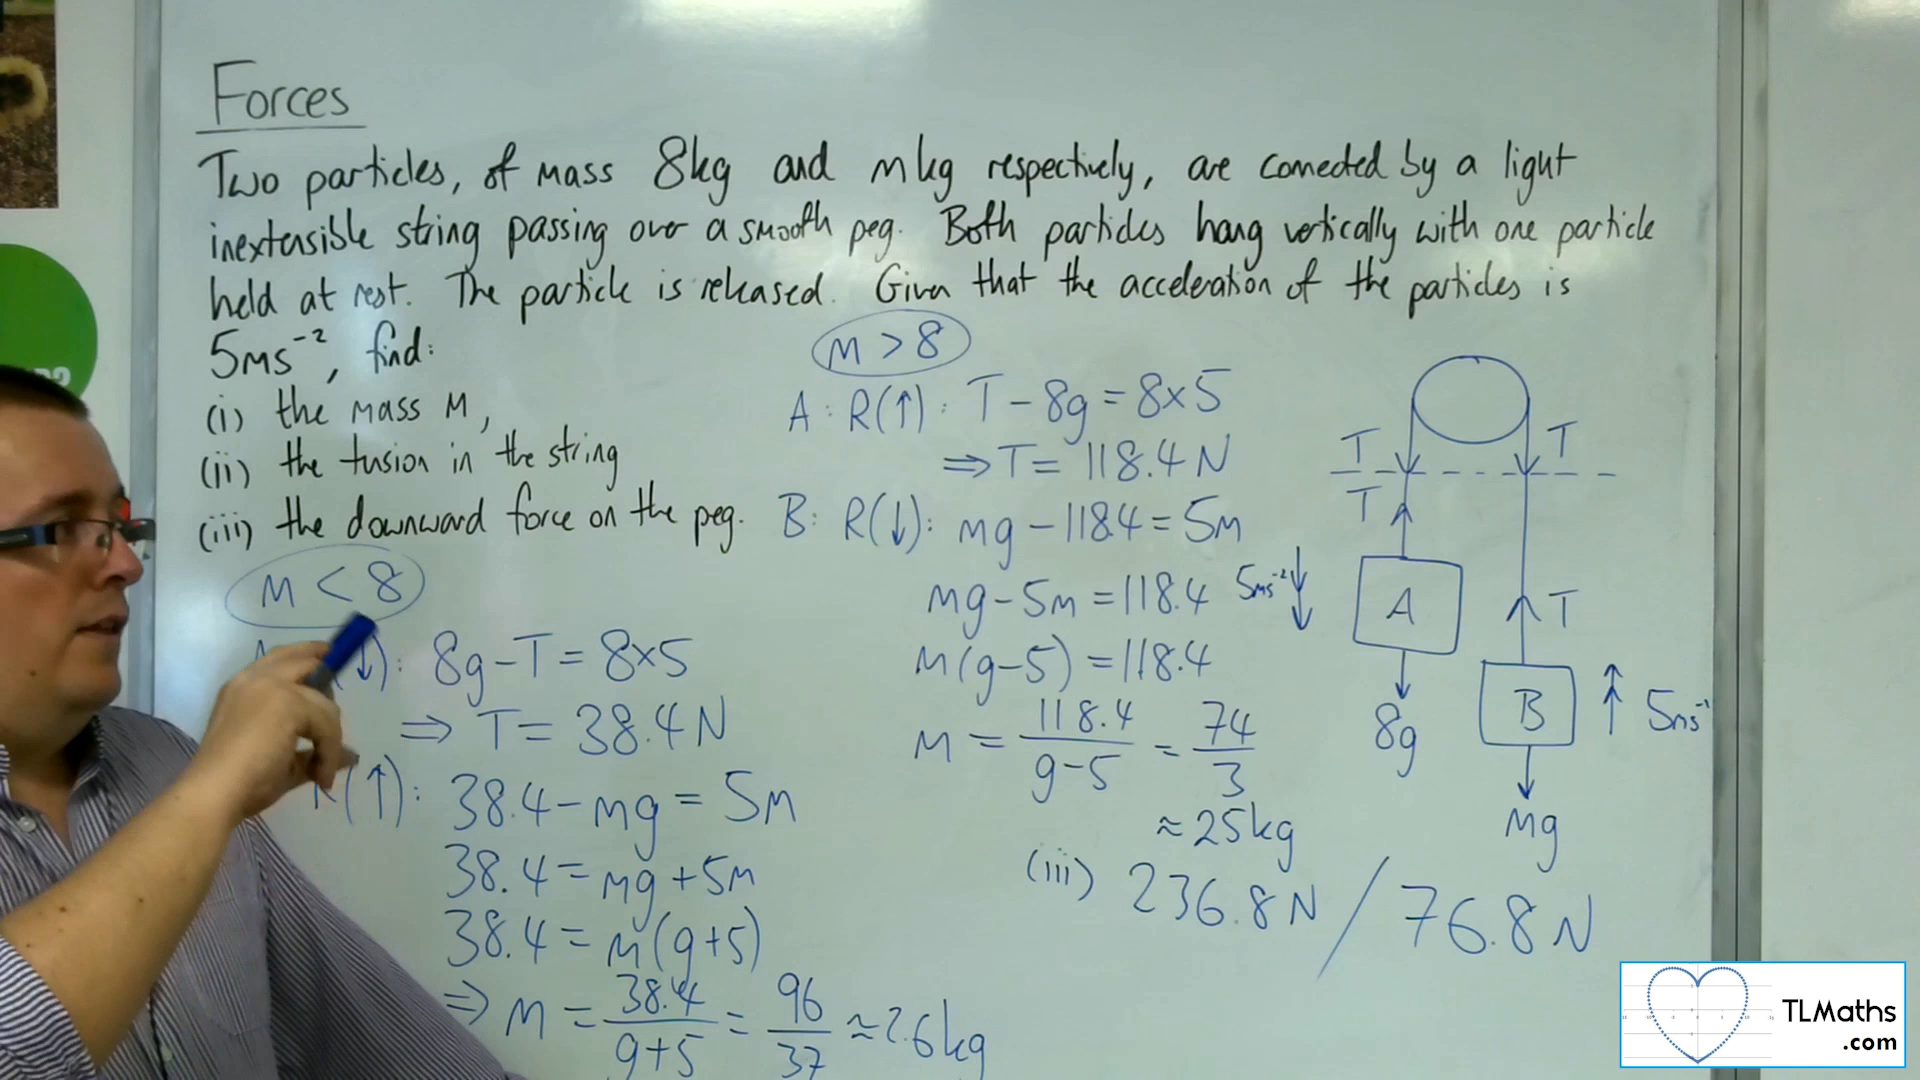 Forces
Two particles, of mass 8kg and mkg respectively, are connected by a light
inextensible string passing over a smooth peg. Both particles hang vertically with one particle
held at rest. The particle is released. Given that the acceleration of the particles is
5ms⁻², find:
(i) the mass M,
(ii) the tension in the string
(iii) the downward force on the peg.
M < 8
↓): 8g - T = 8×5
⇒ T = 38.4N
R(↑): 38.4 - mg = 5m
38.4 = mg + 5m
38.4 = m(g+5)
⇒ m = 38.4/(g+5) = 96/37 ≈ 2.6kg
m > 8
A: R(↑): T - 8g = 8×5
⇒ T = 118.4N
B: R(↓): mg - 118.4 = 5m
mg - 5m = 118.4
m(g-5) = 118.4
m = 118.4/(g-5) = 74/3
≈ 25kg
(iii) 236.8N / 76.8N
T T
T
A
8g
5ms⁻²
T
B
mg
5ms⁻
TLMaths
.com